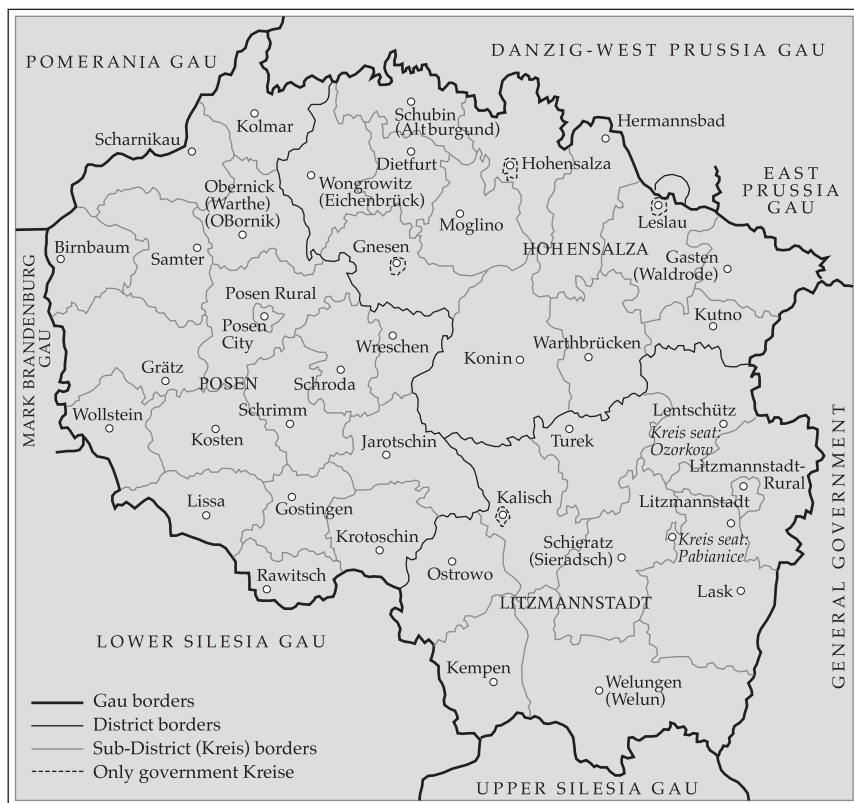 POMERANIA GAU
DANZIG-WEST PRUSSIA GAU
Scharnikau
Kolmar
Schubin
(Altburgund)
Hermannsbad
Dietfurt
Hohensalza
EAST
PRUSSIA
GAU
Obernick
(Warthe)
(OBornik)
Wongrowitz
(Eichenbrück)
Moglino
Leslau
Birnbaum
Samter
Gnesen
HOHENSALZA
Gasten
(Waldrode)
MARK BRANDENBURG
GAU
Posen Rural
Posen
City
Wreschen
Konin
Warthbrücken
Kutno
Grätz
POSEN
Schroda
Wollstein
Kosten
Schrimm
Jarotschin
Turek
Lentschütz
Kreis seat:
Ozorkow
Litzmannstadt-
Rural
GENERAL GOVERNMENT
Lissa
Gostingen
Kalisch
Litzmannstadt
Kreis seat:
Pabianice
Krotoschin
Schieratz
(Sieradsch)
Rawitsch
Ostrowo
LITZMANNSTADT
Lask
LOWER SILESIA GAU
Kempen
Welungen
(Welun)
Gau borders
District borders
Sub-District (Kreis) borders
Only government Kreise
UPPER SILESIA GAU